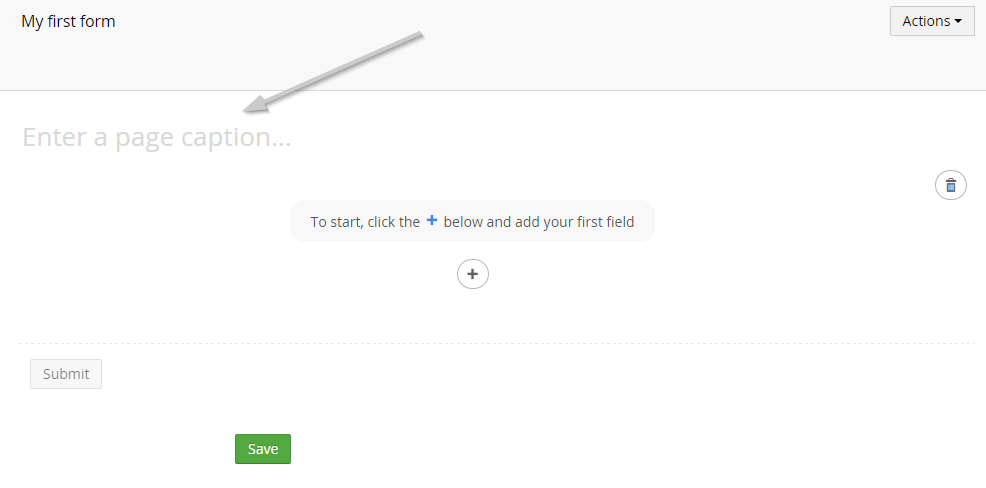 My first form
Actions
Enter a page caption...
To start, click the + below and add your first field
+
Submit
Save